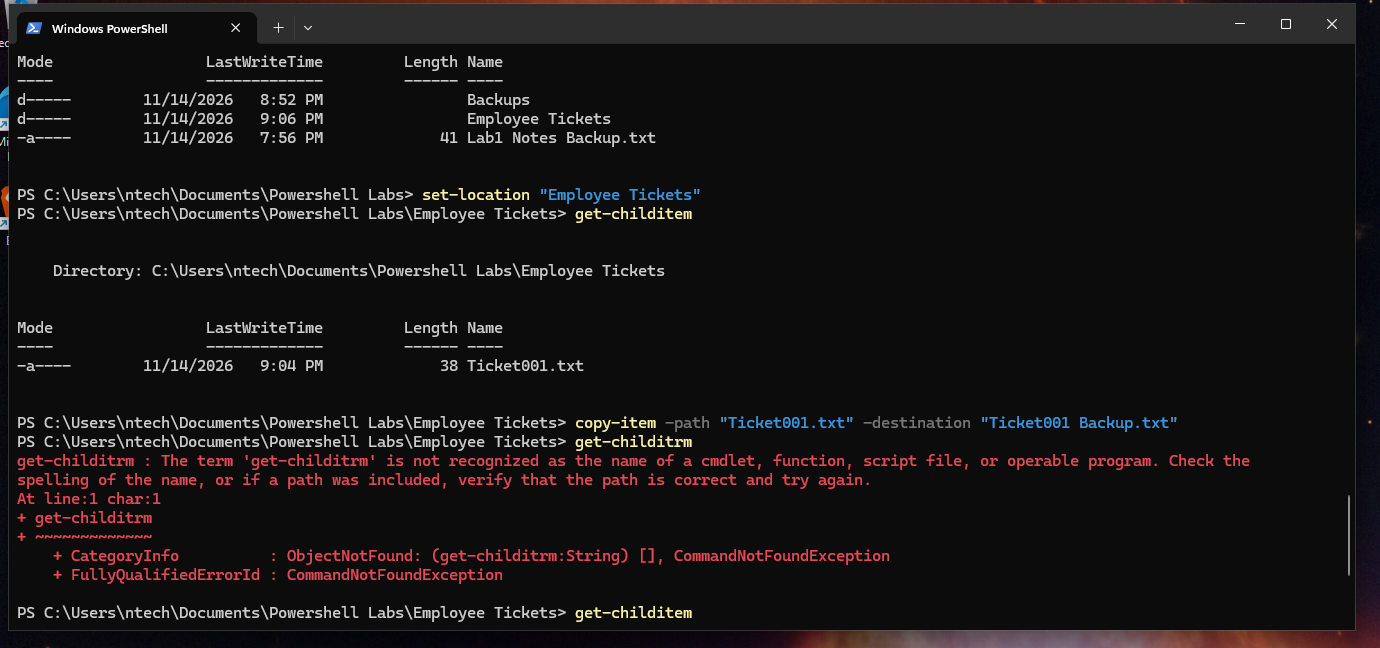 Windows PowerShell
Mode                 LastWriteTime         Length Name
----                 -------------         ------ ----
d-----        11/14/2026   8:52 PM                Backups
d-----        11/14/2026   9:06 PM                Employee Tickets
-a----        11/14/2026   7:56 PM             41 Lab1 Notes Backup.txt
PS C:\Users\ntech\Documents\Powershell Labs> set-location "Employee Tickets"
PS C:\Users\ntech\Documents\Powershell Labs\Employee Tickets> get-childitem
    Directory: C:\Users\ntech\Documents\Powershell Labs\Employee Tickets
Mode                 LastWriteTime         Length Name
----                 -------------         ------ ----
-a----        11/14/2026   9:04 PM             38 Ticket001.txt
PS C:\Users\ntech\Documents\Powershell Labs\Employee Tickets> copy-item -path "Ticket001.txt" -destination "Ticket001 Backup.txt"
PS C:\Users\ntech\Documents\Powershell Labs\Employee Tickets> get-childitrm
get-childitrm : The term 'get-childitrm' is not recognized as the name of a cmdlet, function, script file, or operable program. Check the
spelling of the name, or if a path was included, verify that the path is correct and try again.
At line:1 char:1
+ get-childitrm
+ ~~~~~~~~~~~~~
    + CategoryInfo          : ObjectNotFound: (get-childitrm:String) [], CommandNotFoundException
    + FullyQualifiedErrorId : CommandNotFoundException
PS C:\Users\ntech\Documents\Powershell Labs\Employee Tickets> get-childitem